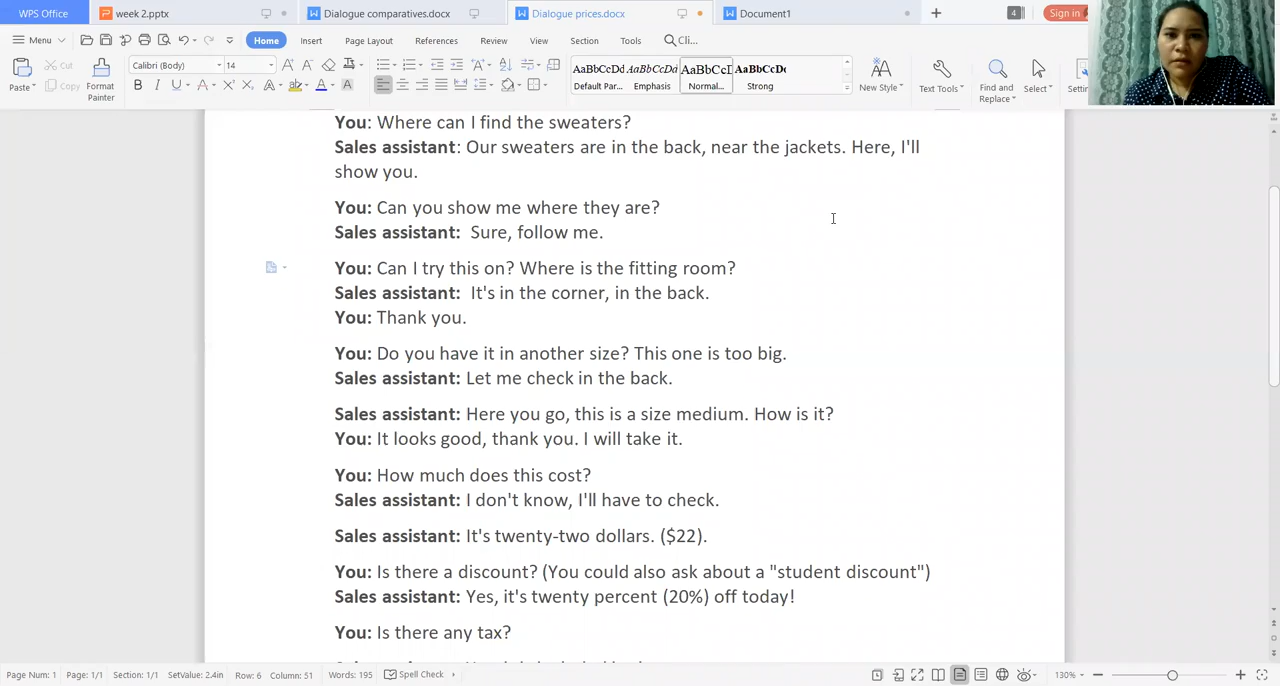 WPS Office week 2.pptx Dialogue comparatives.docx Dialogue prices.docx Document1 + 4 Sign in
Menu Home Insert Page Layout References Review View Section Tools Cli...
Paste Cut Copy Format Painter Calibri (Body) 14 AaBbCcDd Default Par... AaBbCcDd Emphasis AaBbCcI Normal... AaBbCcDc Strong New Style Text Tools Find and Replace Select
You: Where can I find the sweaters?
Sales assistant: Our sweaters are in the back, near the jackets. Here, I'll
show you.
You: Can you show me where they are?
Sales assistant: Sure, follow me.
You: Can I try this on? Where is the fitting room?
Sales assistant: It's in the corner, in the back.
You: Thank you.
You: Do you have it in another size? This one is too big.
Sales assistant: Let me check in the back.
Sales assistant: Here you go, this is a size medium. How is it?
You: It looks good, thank you. I will take it.
You: How much does this cost?
Sales assistant: I don't know, I'll have to check.
Sales assistant: It's twenty-two dollars. ($22).
You: Is there a discount? (You could also ask about a "student discount")
Sales assistant: Yes, it's twenty percent (20%) off today!
You: Is there any tax?
Page Num: 1 Page: 1/1 Section: 1/1 SetValue: 2.4in Row: 6 Column: 51 Words: 195 Spell Check 130%